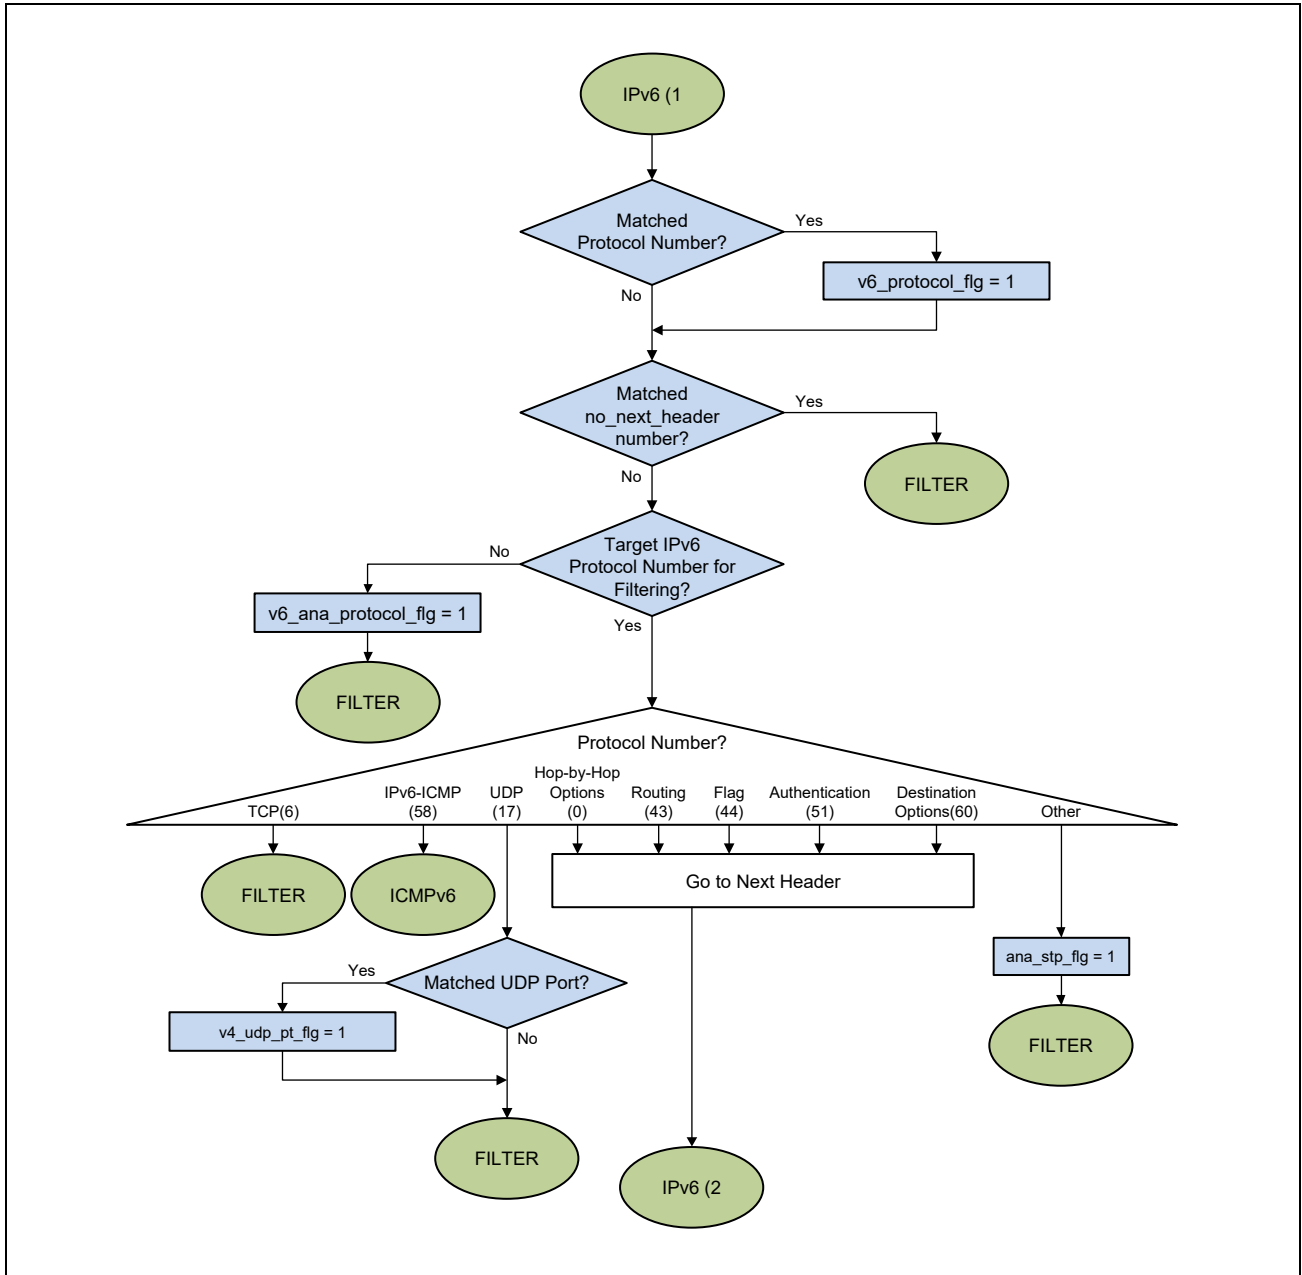 IPv6 (1
Matched
Protocol Number?
Yes
v6_protocol_flg = 1
No
Matched
no_next_header
number?
Yes
FILTER
No
Target IPv6
Protocol Number for
Filtering?
No
v6_ana_protocol_flg = 1
FILTER
Yes
Protocol Number?
TCP(6)
IPv6-ICMP
(58)
UDP
(17)
Hop-by-Hop
Options
(0)
Routing
(43)
Flag
(44)
Authentication
(51)
Destination
Options(60)
Other
FILTER
ICMPv6
Go to Next Header
ana_stp_flg = 1
FILTER
Matched UDP Port?
Yes
v4_udp_pt_flg = 1
No
FILTER
IPv6 (2